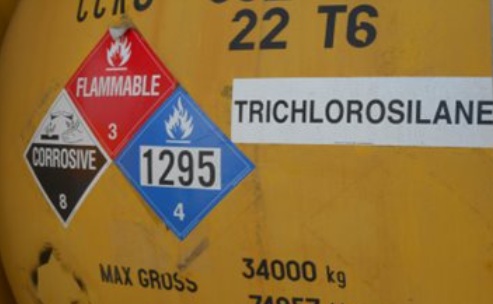 22 T6
FLAMMABLE
3
TRICHLOROSILANE
CORROSIVE
8
1295
4
MAX GROSS 34000 kg